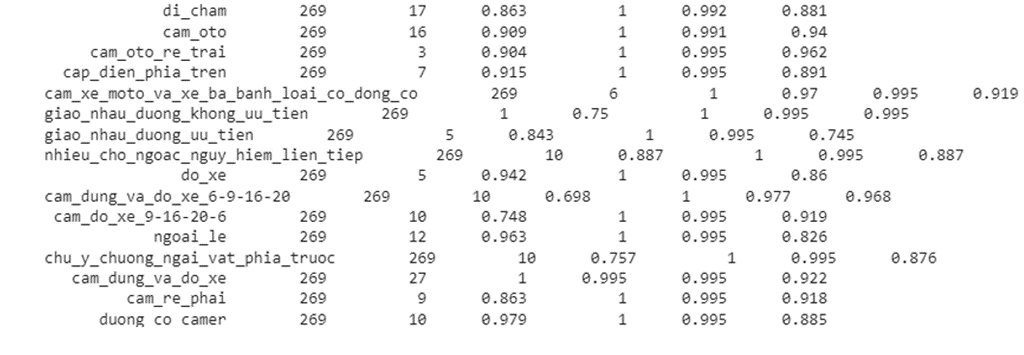 di_cham 269 17 0.863 1 0.992 0.881
cam_oto 269 16 0.909 1 0.991 0.94
cam_oto_re_trai 269 3 0.904 1 0.995 0.962
cap_dien_phia_tren 269 7 0.915 1 0.995 0.891
cam_xe_moto_va_xe_ba_banh_loai_co_dong_co 269 6 1 0.97 0.995 0.919
giao_nhau_duong_khong_uu_tien 269 1 0.75 1 0.995 0.995
giao_nhau_duong_uu_tien 269 5 0.843 1 0.995 0.745
nhieu_cho_ngoac_nguy_hiem_lien_tiep 269 10 0.887 1 0.995 0.887
do_xe 269 5 0.942 1 0.995 0.86
cam_dung_va_do_xe_6-9-16-20 269 10 0.698 1 0.977 0.968
cam_do_xe_9-16-20-6 269 10 0.748 1 0.995 0.919
ngoai_le 269 12 0.963 1 0.995 0.826
chu_y_chuong_ngai_vat_phia_truoc 269 10 0.757 1 0.995 0.876
cam_dung_va_do_xe 269 27 1 0.995 0.995 0.922
cam_re_phai 269 9 0.863 1 0.995 0.918
duong_co_camer 269 10 0.979 1 0.995 0.885